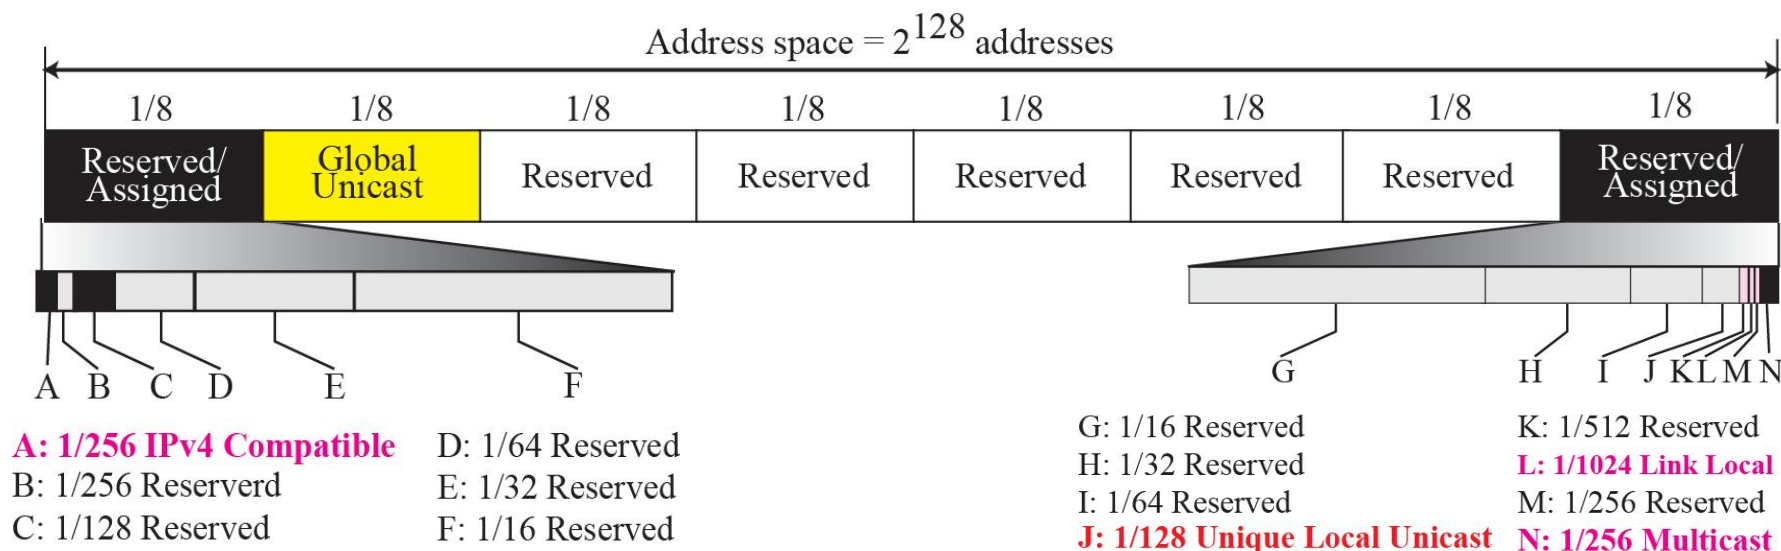 Address space = 2^128 addresses
1/8 1/8 1/8 1/8 1/8 1/8 1/8 1/8
Reserved/
Assigned
Global
Unicast
Reserved
Reserved
Reserved
Reserved
Reserved
Reserved/
Assigned
A B C D E F
G H I J K L M N
A: 1/256 IPv4 Compatible
B: 1/256 Reserverd
C: 1/128 Reserved
D: 1/64 Reserved
E: 1/32 Reserved
F: 1/16 Reserved
G: 1/16 Reserved
H: 1/32 Reserved
I: 1/64 Reserved
J: 1/128 Unique Local Unicast
K: 1/512 Reserved
L: 1/1024 Link Local
M: 1/256 Reserved
N: 1/256 Multicast